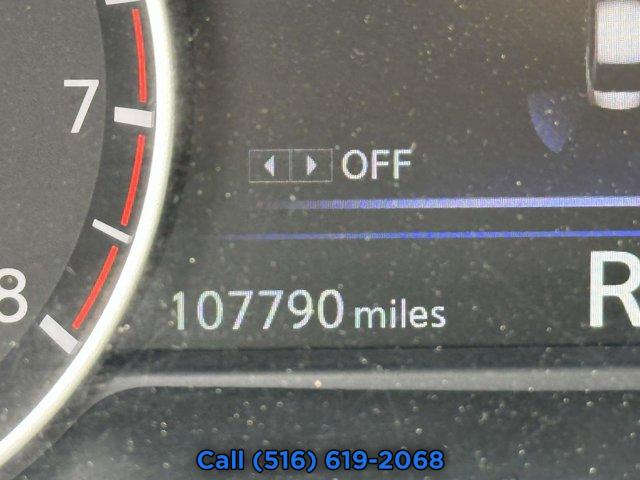 7
◀ ▶ OFF
8
107790 miles
R
Call (516) 619-2068